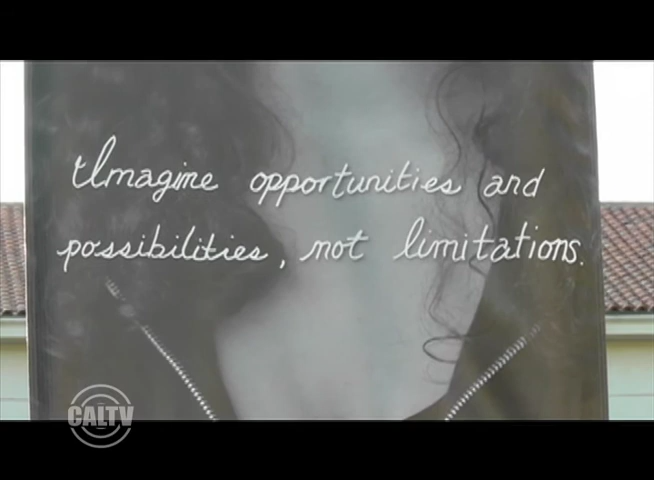 Imagine opportunities and
possibilities, not limitations.
CALTV